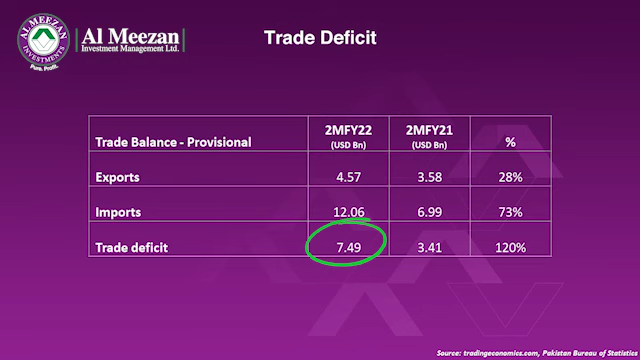 AL MEEZAN
INVESTMENTS
Pure. Profit.
Al Meezan
Investment Management Ltd.
Trade Deficit
Trade Balance - Provisional 2MFY22 (USD Bn) 2MFY21 (USD Bn) %
Exports 4.57 3.58 28%
Imports 12.06 6.99 73%
Trade deficit 7.49 3.41 120%
Source: tradingeconomics.com, Pakistan Bureau of Statistics